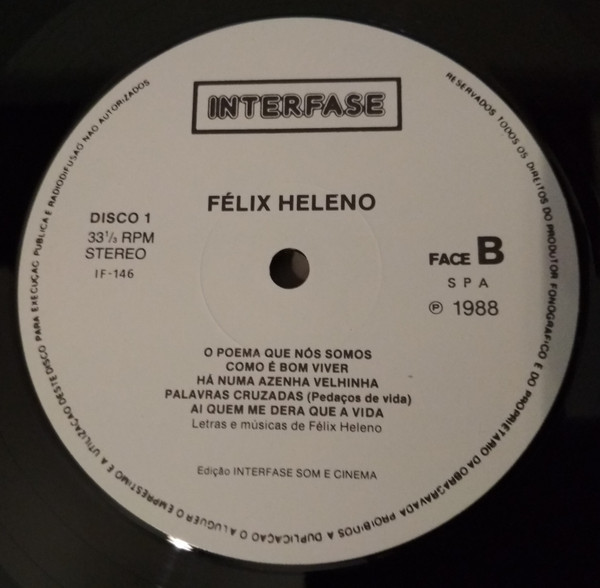 INTERFASE
FÉLIX HELENO
DISCO 1
33⅓ RPM
STEREO
IF-146
FACE B
SPA
℗ 1988
O POEMA QUE NÓS SOMOS
COMO É BOM VIVER
HÁ NUMA AZENHA VELHINHA
PALAVRAS CRUZADAS (Pedaços de vida)
AI QUEM ME DERA QUE A VIDA
Letras e músicas de Félix Heleno
Edição INTERFASE SOM E CINEMA
RESERVADOS TODOS OS DIREITOS DO PRODUTOR FONOGRÁFICO E DO PROPRIETÁRIO DA OBRA GRAVADA PROIBIDOS A DUPLICAÇÃO O ALUGUER O EMPRÉSTIMO E A UTILIZAÇÃO DESTE DISCO PARA EXECUÇÃO PUBLICA E RADIODIFUSÃO NÃO AUTORIZADOS